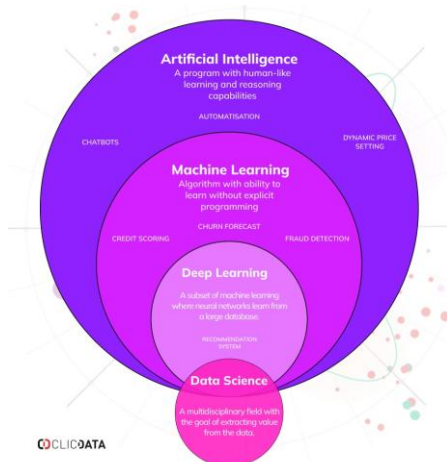 Artificial Intelligence
A program with human-like
learning and reasoning
capabilities
AUTOMATISATION
CHATBOTS
DYNAMIC PRICE
SETTING
Machine Learning
Algorithm with ability to
learn without explicit
programming
CHURN FORECAST
CREDIT SCORING
FRAUD DETECTION
Deep Learning
A subset of machine learning
where neural networks learn from
a large database.
RECOMMENDATION
SYSTEM
Data Science
A multidisciplinary field with
the goal of extracting value
from the data.
CLICDATA